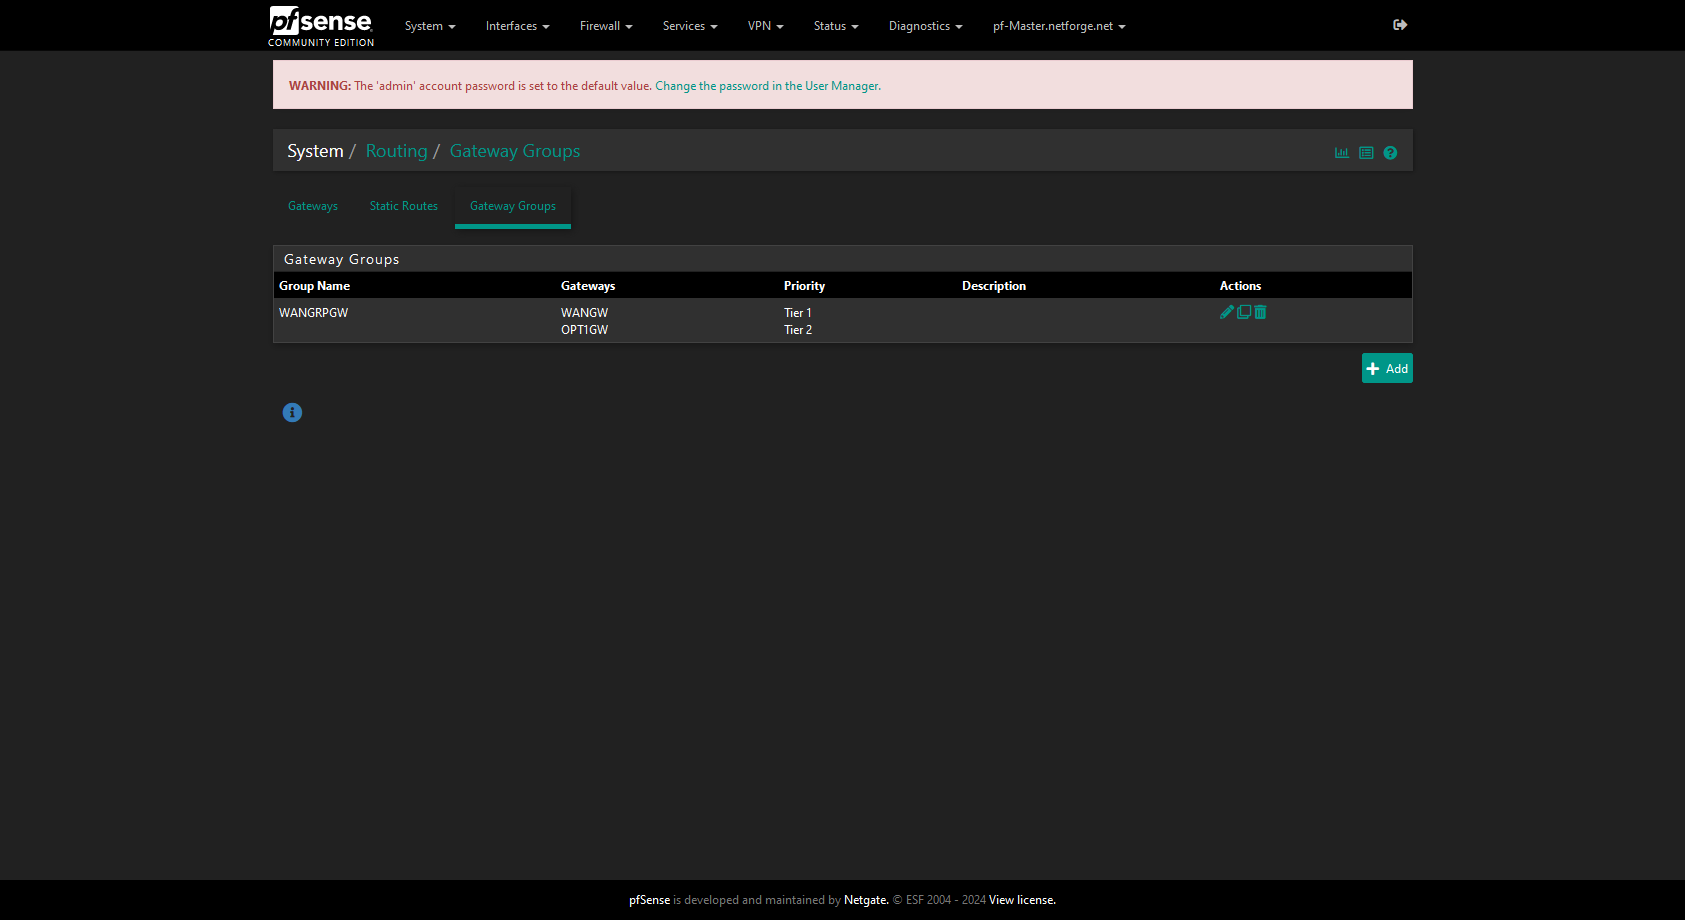 pfsense
COMMUNITY EDITION
System Interfaces Firewall Services VPN Status Diagnostics pf-Master.netforge.net
WARNING: The 'admin' account password is set to the default value. Change the password in the User Manager.
System / Routing / Gateway Groups
Gateways Static Routes Gateway Groups
Gateway Groups
Group Name Gateways Priority Description Actions
WANGRPGW WANGW Tier 1
OPT1GW Tier 2
Add
pfSense is developed and maintained by Netgate. © ESF 2004 - 2024 View license.